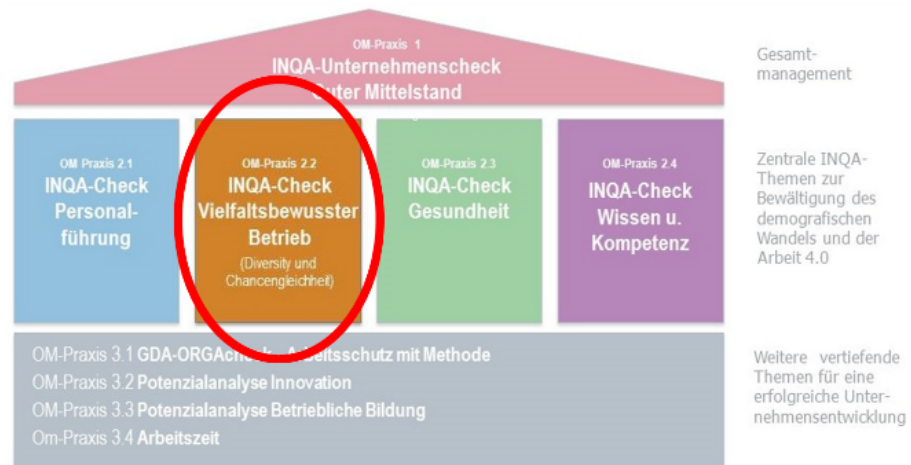 OM-Praxis 1
INQA-Unternehmenscheck
Guter Mittelstand
Gesamt-
management
OM Praxis 2.1
INQA-Check
Personal-
führung
OM-Praxis 2.2
INQA-Check
Vielfaltsbewusster
Betrieb
(Diversity und
Chancengleichheit)
OM-Praxis 2.3
INQA-Check
Gesundheit
OM-Praxis 2.4
INQA-Check
Wissen u.
Kompetenz
Zentrale INQA-
Themen zur
Bewältigung des
demografischen
Wandels und der
Arbeit 4.0
OM-Praxis 3.1 GDA-ORGAcheck - Arbeitsschutz mit Methode
OM-Praxis 3.2 Potenzialanalyse Innovation
OM-Praxis 3.3 Potenzialanalyse Betriebliche Bildung
Om-Praxis 3.4 Arbeitszeit
Weitere vertiefende
Themen für eine
erfolgreiche Unter-
nehmensentwicklung